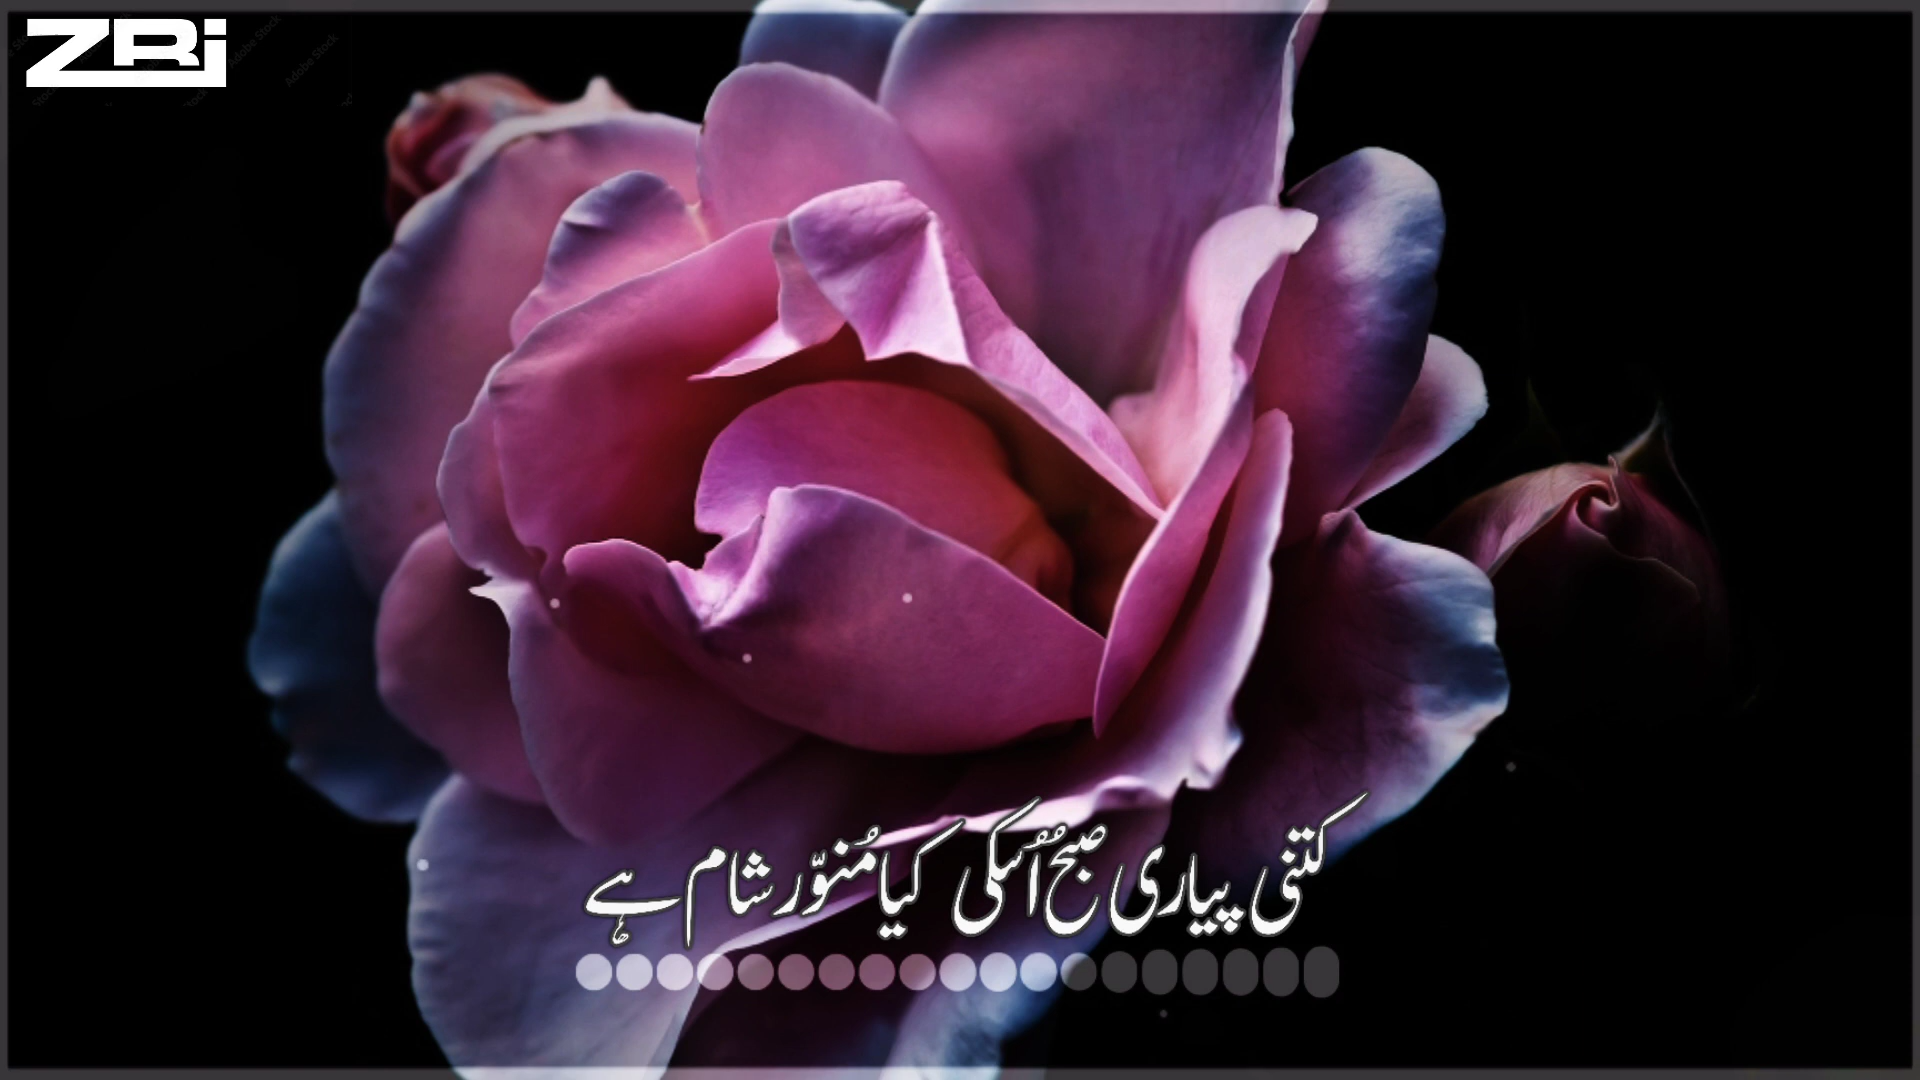 ZRi
کتنی پیاری صبح اُسکی کیا مُنوّر شام ہے